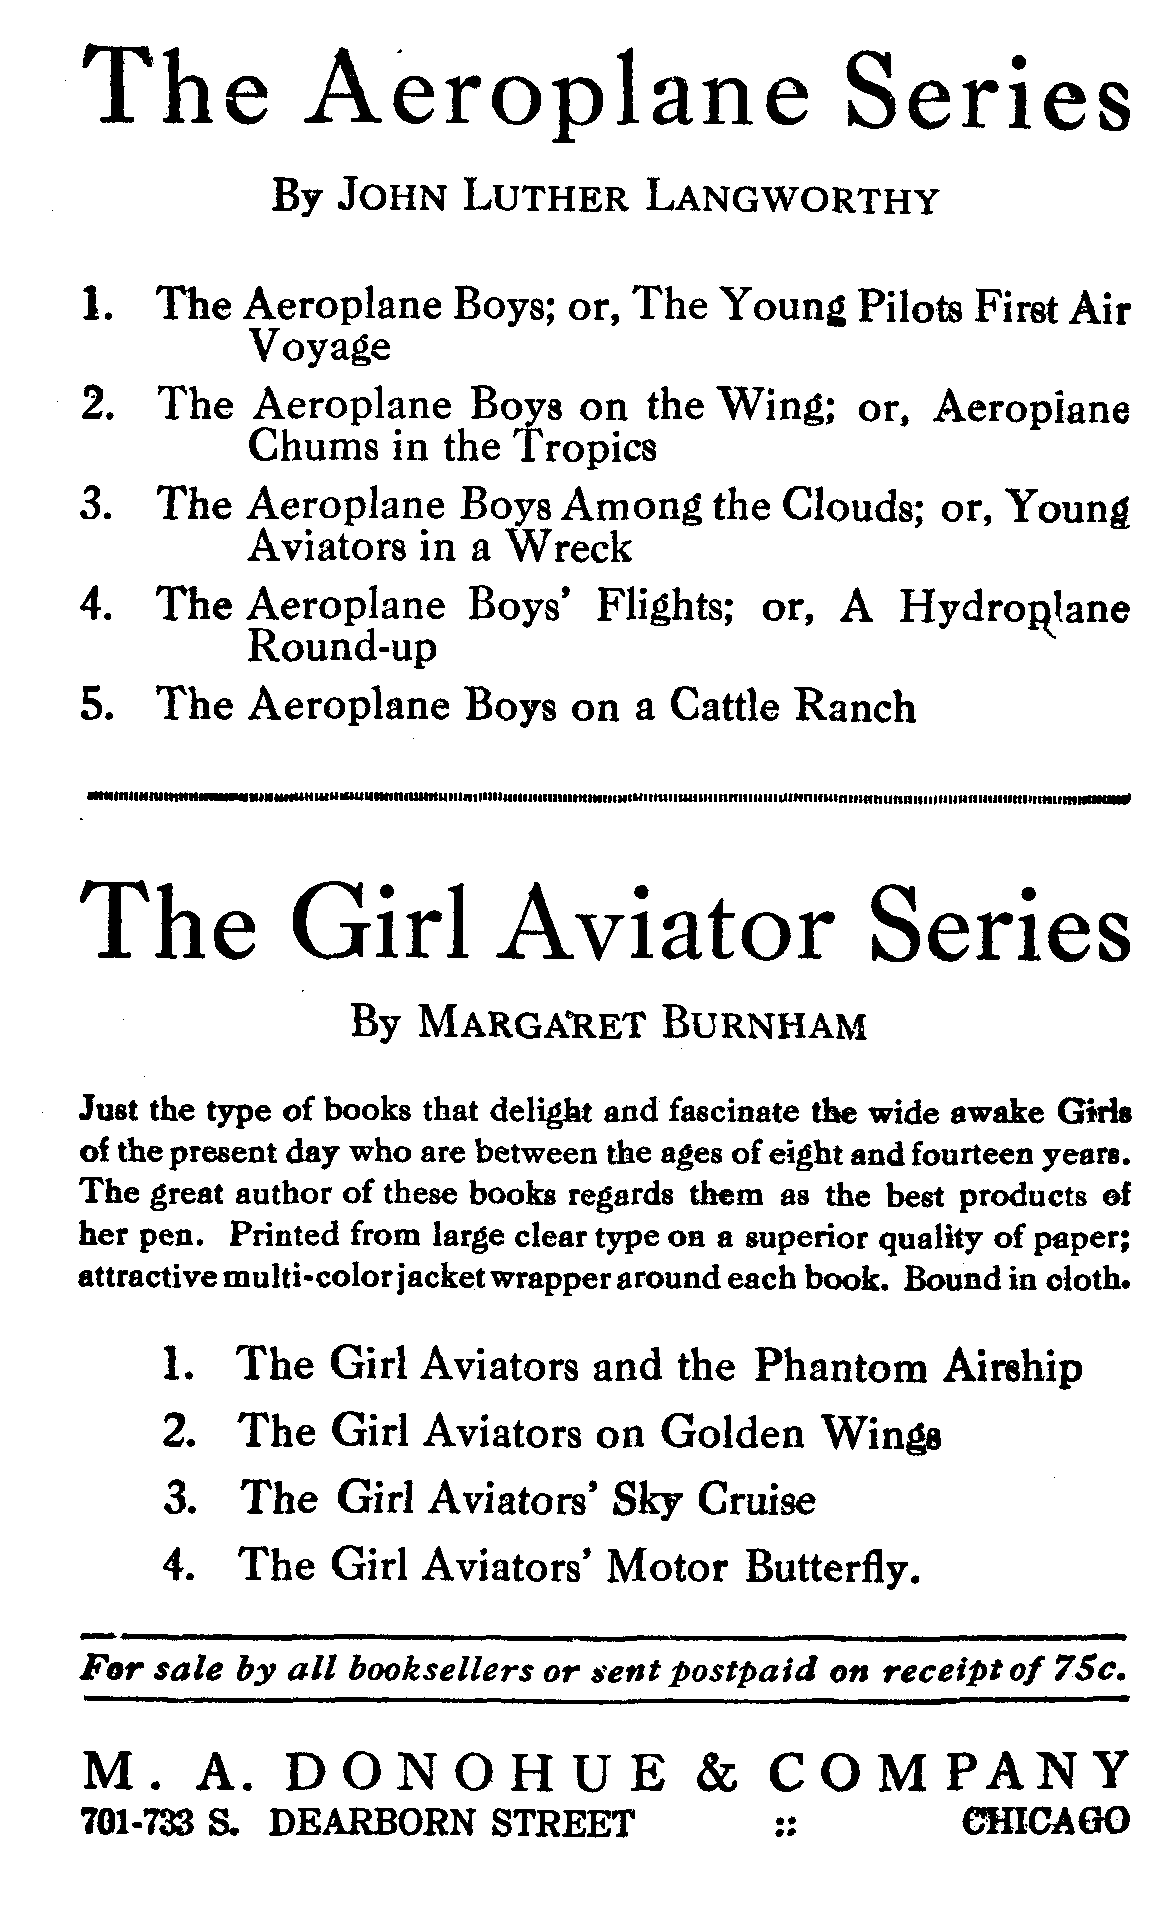 The Aeroplane Series
By JOHN LUTHER LANGWORTHY
1. The Aeroplane Boys; or, The Young Pilots First Air
Voyage
2. The Aeroplane Boys on the Wing; or, Aeroplane
Chums in the Tropics
3. The Aeroplane Boys Among the Clouds; or, Young
Aviators in a Wreck
4. The Aeroplane Boys' Flights; or, A Hydroplane
Round-up
5. The Aeroplane Boys on a Cattle Ranch
The Girl Aviator Series
By MARGARET BURNHAM
Just the type of books that delight and fascinate the wide awake Girls
of the present day who are between the ages of eight and fourteen years.
The great author of these books regards them as the best products of
her pen. Printed from large clear type on a superior quality of paper;
attractive multi-color jacket wrapper around each book. Bound in cloth.
1. The Girl Aviators and the Phantom Airship
2. The Girl Aviators on Golden Wings
3. The Girl Aviators' Sky Cruise
4. The Girl Aviators' Motor Butterfly.
For sale by all booksellers or sent postpaid on receipt of 75c.
M. A. DONOHUE & COMPANY
701-733 S. DEARBORN STREET :: CHICAGO